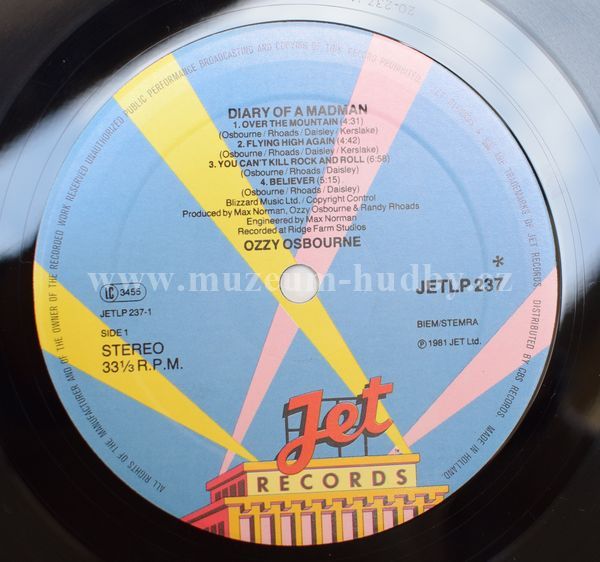 DIARY OF A MADMAN
1. OVER THE MOUNTAIN (4:31)
(Osbourne / Rhoads / Daisley / Kerslake)
2. FLYING HIGH AGAIN (4:42)
(Osbourne / Rhoads / Daisley / Kerslake)
3. YOU CAN'T KILL ROCK AND ROLL (6:58)
(Osbourne / Rhoads / Daisley)
4. BELIEVER (5:15)
(Osbourne / Rhoads / Daisley)
Blizzard Music Ltd. / Copyright Control
Produced by Max Norman, Ozzy Osbourne & Randy Rhoads
Engineered by Max Norman
Recorded at Ridge Farm Studios
OZZY OSBOURNE
www.muzeum-hudby.cz
LC 3455
JETLP 237-1
SIDE 1
STEREO
33⅓ R.P.M.
*
JETLP 237
BIEM/STEMRA
℗ 1981 JET Ltd.
Jet
RECORDS
TM
ALL RIGHTS OF THE MANUFACTURER AND OF THE OWNER OF THE RECORDED WORK RESERVED UNAUTHORIZED PUBLIC PERFORMANCE BROADCASTING AND COPYING OF THIS RECORD PROHIBITED
TRADEMARKS OF JET RECORDS. DISTRIBUTED BY CBS RECORDS. MADE IN HOLLAND.